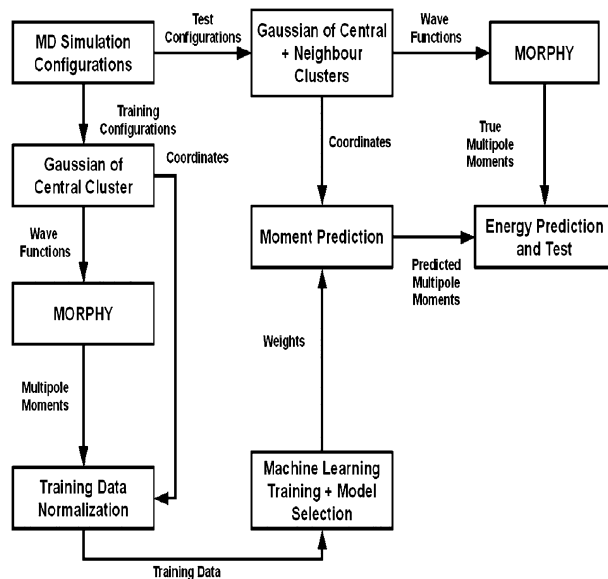 MD Simulation
Configurations
Test
Configurations
Gaussian of Central
+ Neighbour
Clusters
Wave
Functions
MORPHY
Training
Configurations
Coordinates
Gaussian of
Central Cluster
Coordinates
True
Multipole
Moments
Wave
Functions
Moment Prediction
Energy Prediction
and Test
Predicted
Multipole
Moments
MORPHY
Weights
Multipole
Moments
Training Data
Normalization
Machine Learning
Training + Model
Selection
Training Data